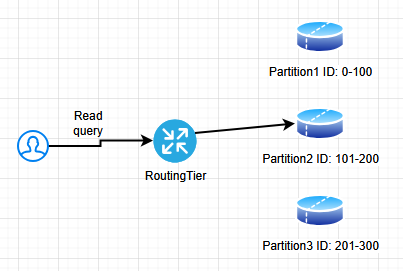 Partition1 ID: 0-100
Read
query
Partition2 ID: 101-200
RoutingTier
Partition3 ID: 201-300